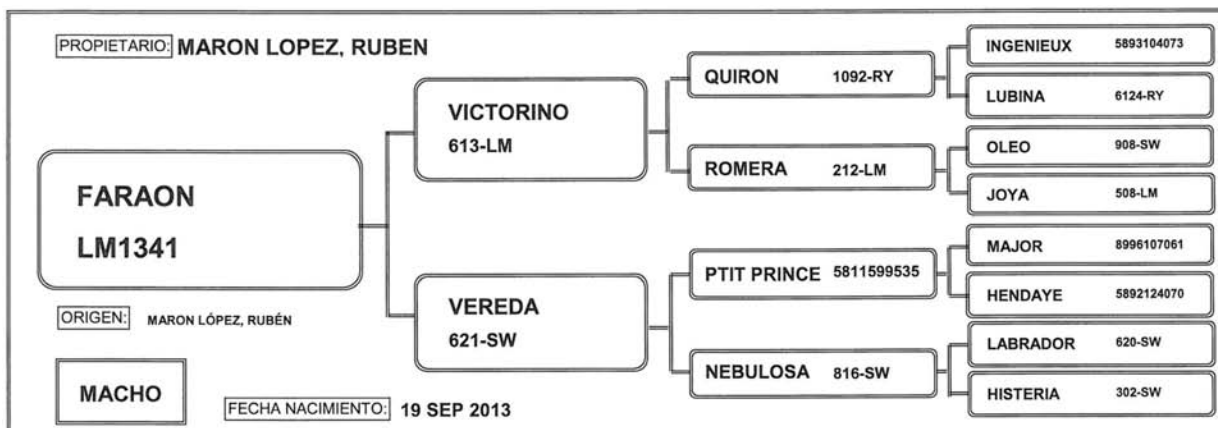 PROPIETARIO: MARON LOPEZ, RUBEN
FARAON
LM1341
ORIGEN: MARON LÓPEZ, RUBÉN
MACHO
FECHA NACIMIENTO: 19 SEP 2013
VICTORINO
613-LM
VEREDA
621-SW
QUIRON 1092-RY
ROMERA 212-LM
PTIT PRINCE 5811599535
NEBULOSA 816-SW
INGENIEUX 5893104073
LUBINA 6124-RY
OLEO 908-SW
JOYA 508-LM
MAJOR 8996107061
HENDAYE 5892124070
LABRADOR 620-SW
HISTERIA 302-SW